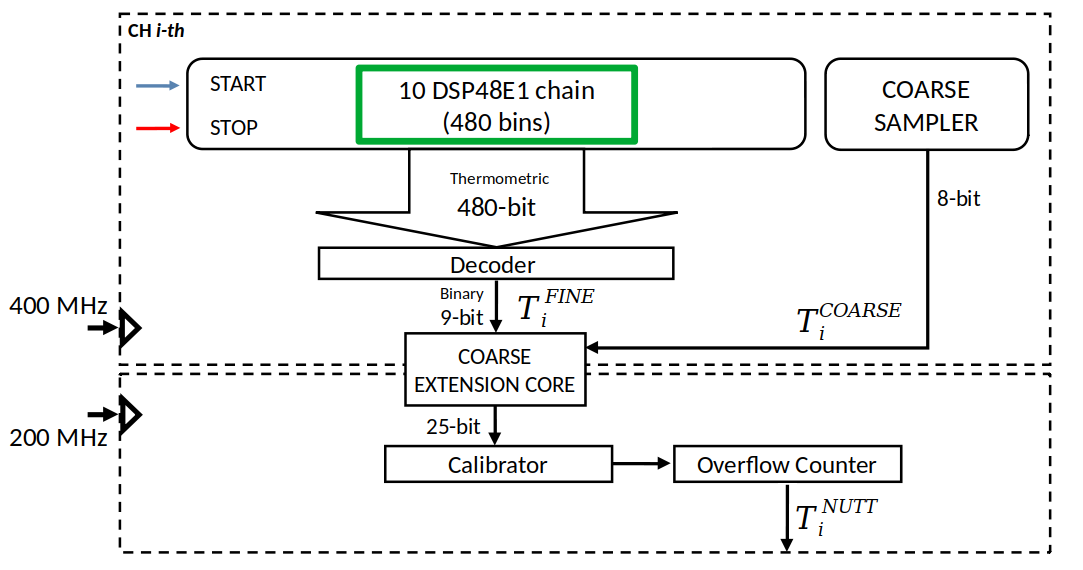 CH i-th
START
STOP
10 DSP48E1 chain
(480 bins)
COARSE
SAMPLER
Thermometric
480-bit
8-bit
Decoder
Binary
9-bit
T_i^{FINE}
T_i^{COARSE}
400 MHz
COARSE
EXTENSION CORE
200 MHz
25-bit
Calibrator
Overflow Counter
T_i^{NUTT}